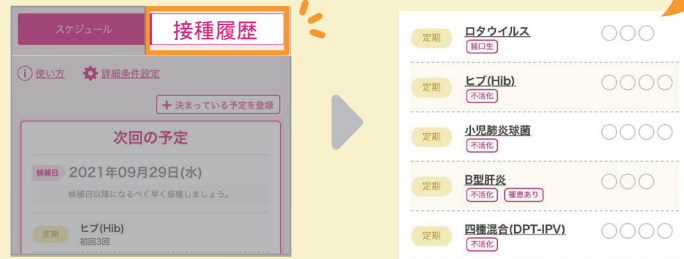 スケジュール
接種履歴
使い方
詳細条件設定
+ 決まっている予定を登録
次回の予定
候補日 2021年09月29日(水)
候補日以降になるべく早く接種しましょう。
定期 ヒブ(Hib)
初回3回
定期 ロタウイルス
経口生
定期 ヒブ(Hib)
不活化
定期 小児肺炎球菌
不活化
定期 B型肝炎
不活化 罹患あり
定期 四種混合(DPT-IPV)
不活化